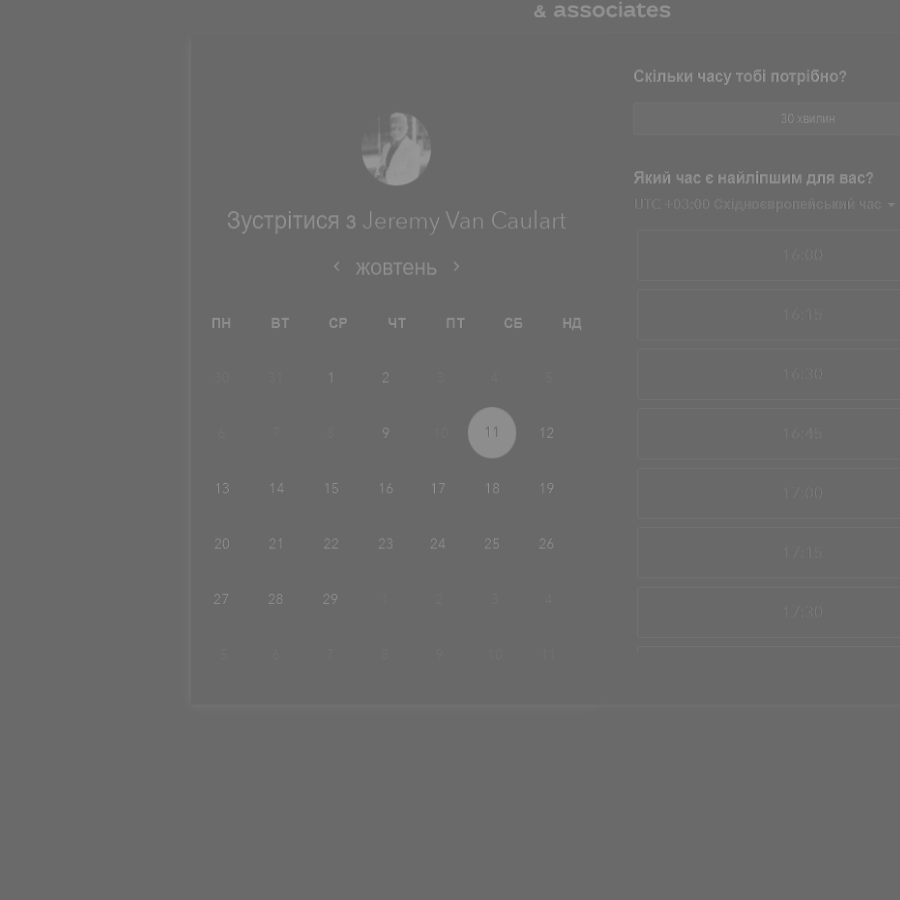 & associates
Зустрітися з Jeremy Van Caulart
жовтень
ПН ВТ СР ЧТ ПТ СБ НД
30 31 1 2 3 4 5
6 7 8 9 10 11 12
13 14 15 16 17 18 19
20 21 22 23 24 25 26
27 28 29 1 2 3 4
5 6 7 8 9 10 11
Скільки часу тобі потрібно?
30 хвилин
Який час є найліпшим для вас?
UTC +03:00 Східноєвропейський час
16:00
16:15
16:30
16:45
17:00
17:15
17:30